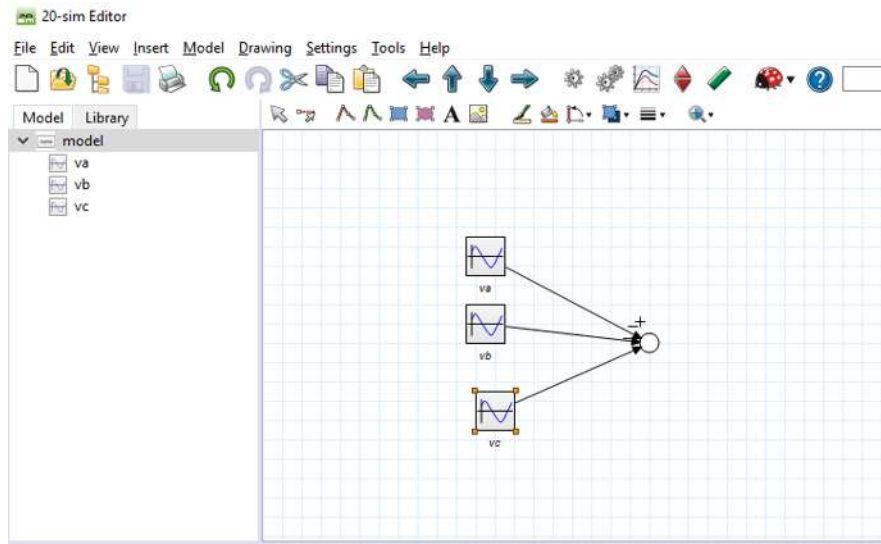 20-sim Editor
File Edit View Insert Model Drawing Settings Tools Help
Model Library
A
model
va
vb
vc
va
vb
vc